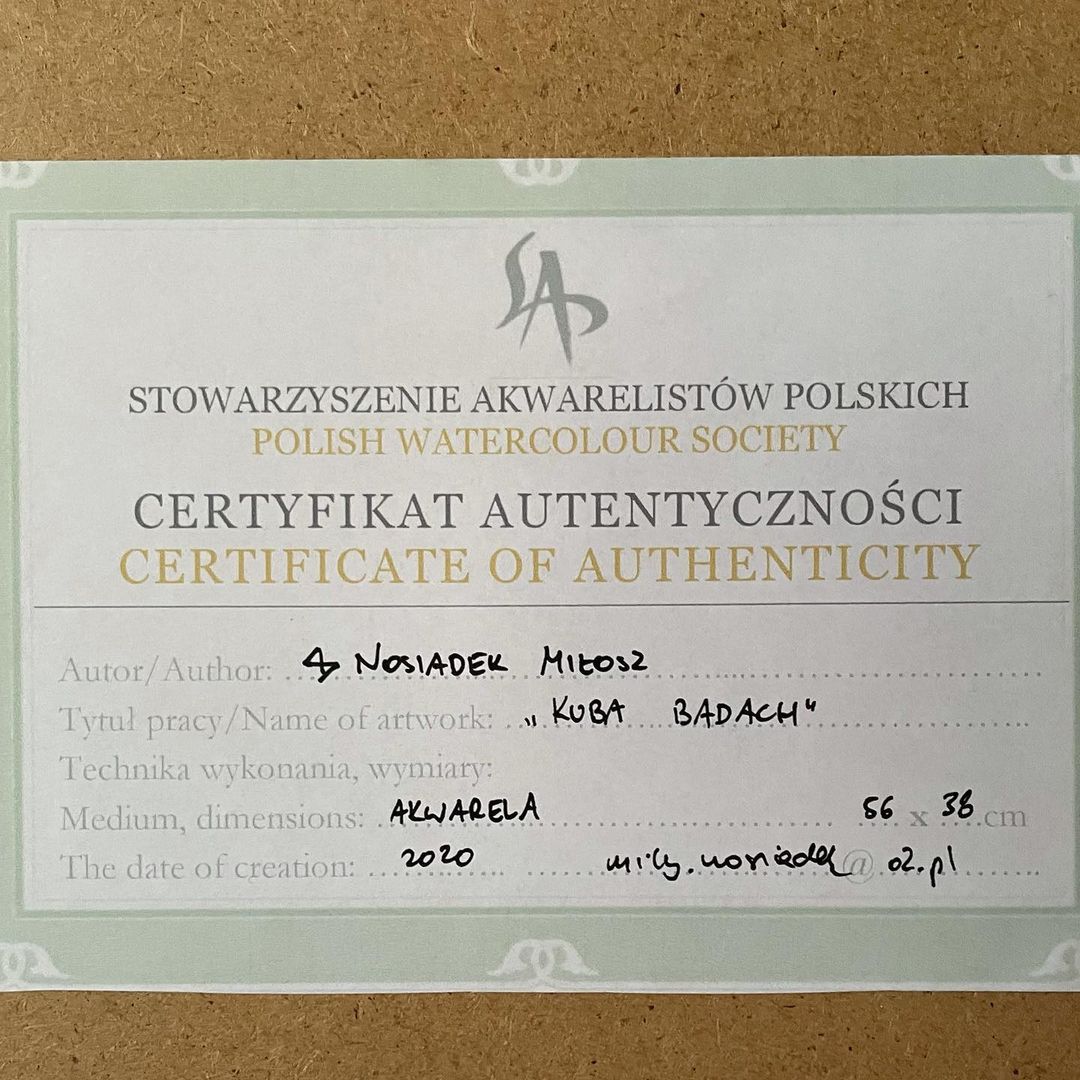 STOWARZYSZENIE AKWARELISTÓW POLSKICH
POLISH WATERCOLOUR SOCIETY
CERTYFIKAT AUTENTYCZNOŚCI
CERTIFICATE OF AUTHENTICITY
Autor/Author: NOSIADEK MIŁOSZ
Tytuł pracy/Name of artwork: „KUBA BADACH"
Technika wykonania, wymiary:
Medium, dimensions: AKWARELA 56 x 38 cm
The date of creation: 2020 @ o2.pl